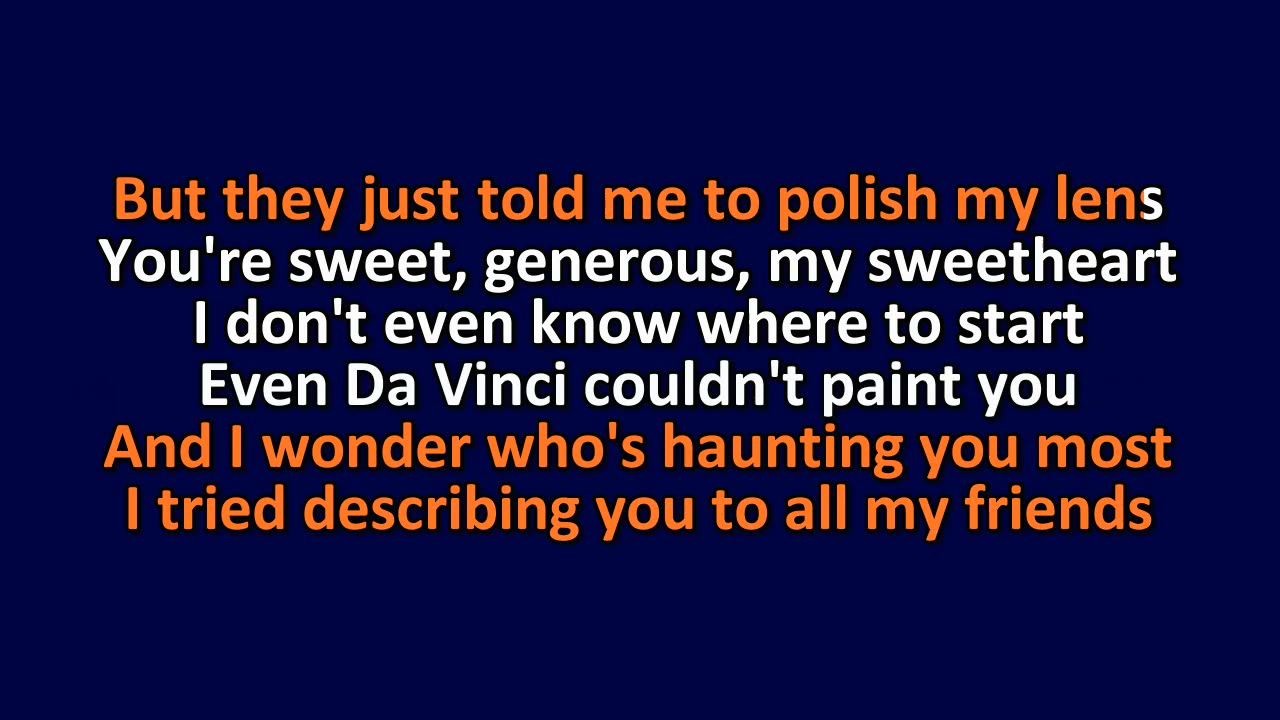 But they just told me to polish my lens
You're sweet, generous, my sweetheart
I don't even know where to start
Even Da Vinci couldn't paint you
And I wonder who's haunting you most
I tried describing you to all my friends